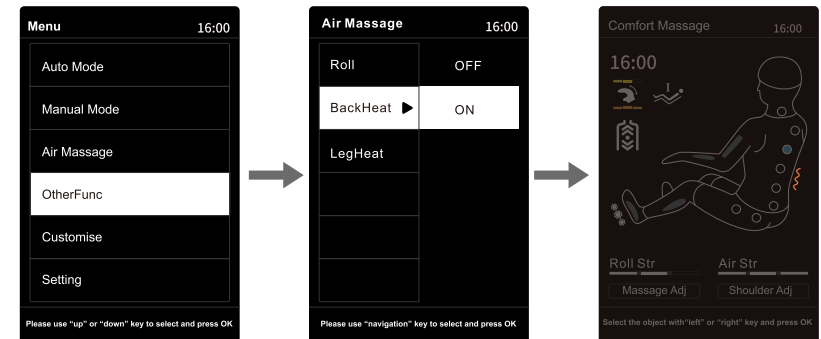 Menu
16:00
Auto Mode
Manual Mode
Air Massage
OtherFunc
Customise
Setting
Please use “up” or “down” key to select and press OK
Air Massage
16:00
Roll
OFF
BackHeat
ON
LegHeat
Please use “navigation” key to select and press OK
Comfort Massage
16:00
16:00
I
Roll Str
Air Str
Massage Adj
Shoulder Adj
Select the object with“left” or “right” key and press OK